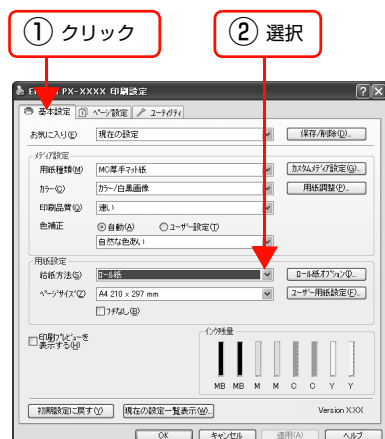 ① クリック
② 選択
EPSON PX-XXXX 印刷設定
基本設定 ページ設定 ユーティリティ
お気に入り(E) 現在の設定 保存/削除(D)...
メディア設定
用紙種類(M) MC厚手マット紙 カスタムメディア設定(G)...
カラー(C) カラー/白黒画像 用紙調整(P)...
印刷品質(Q) 速い
色補正 自動(A) ユーザー設定(T)
自然な色あい
用紙設定
給紙方法(S) ロール紙 ロール紙オプション(J)...
ページサイズ(Z) A4 210 x 297 mm ユーザー用紙設定(F)...
フチなし(B)
印刷プレビューを
表示する(H)
インク残量
MB MB M M C C Y Y
初期設定に戻す(Y) 現在の設定一覧表示(W)... Version X.XX
OK キャンセル 適用(A) ヘルプ